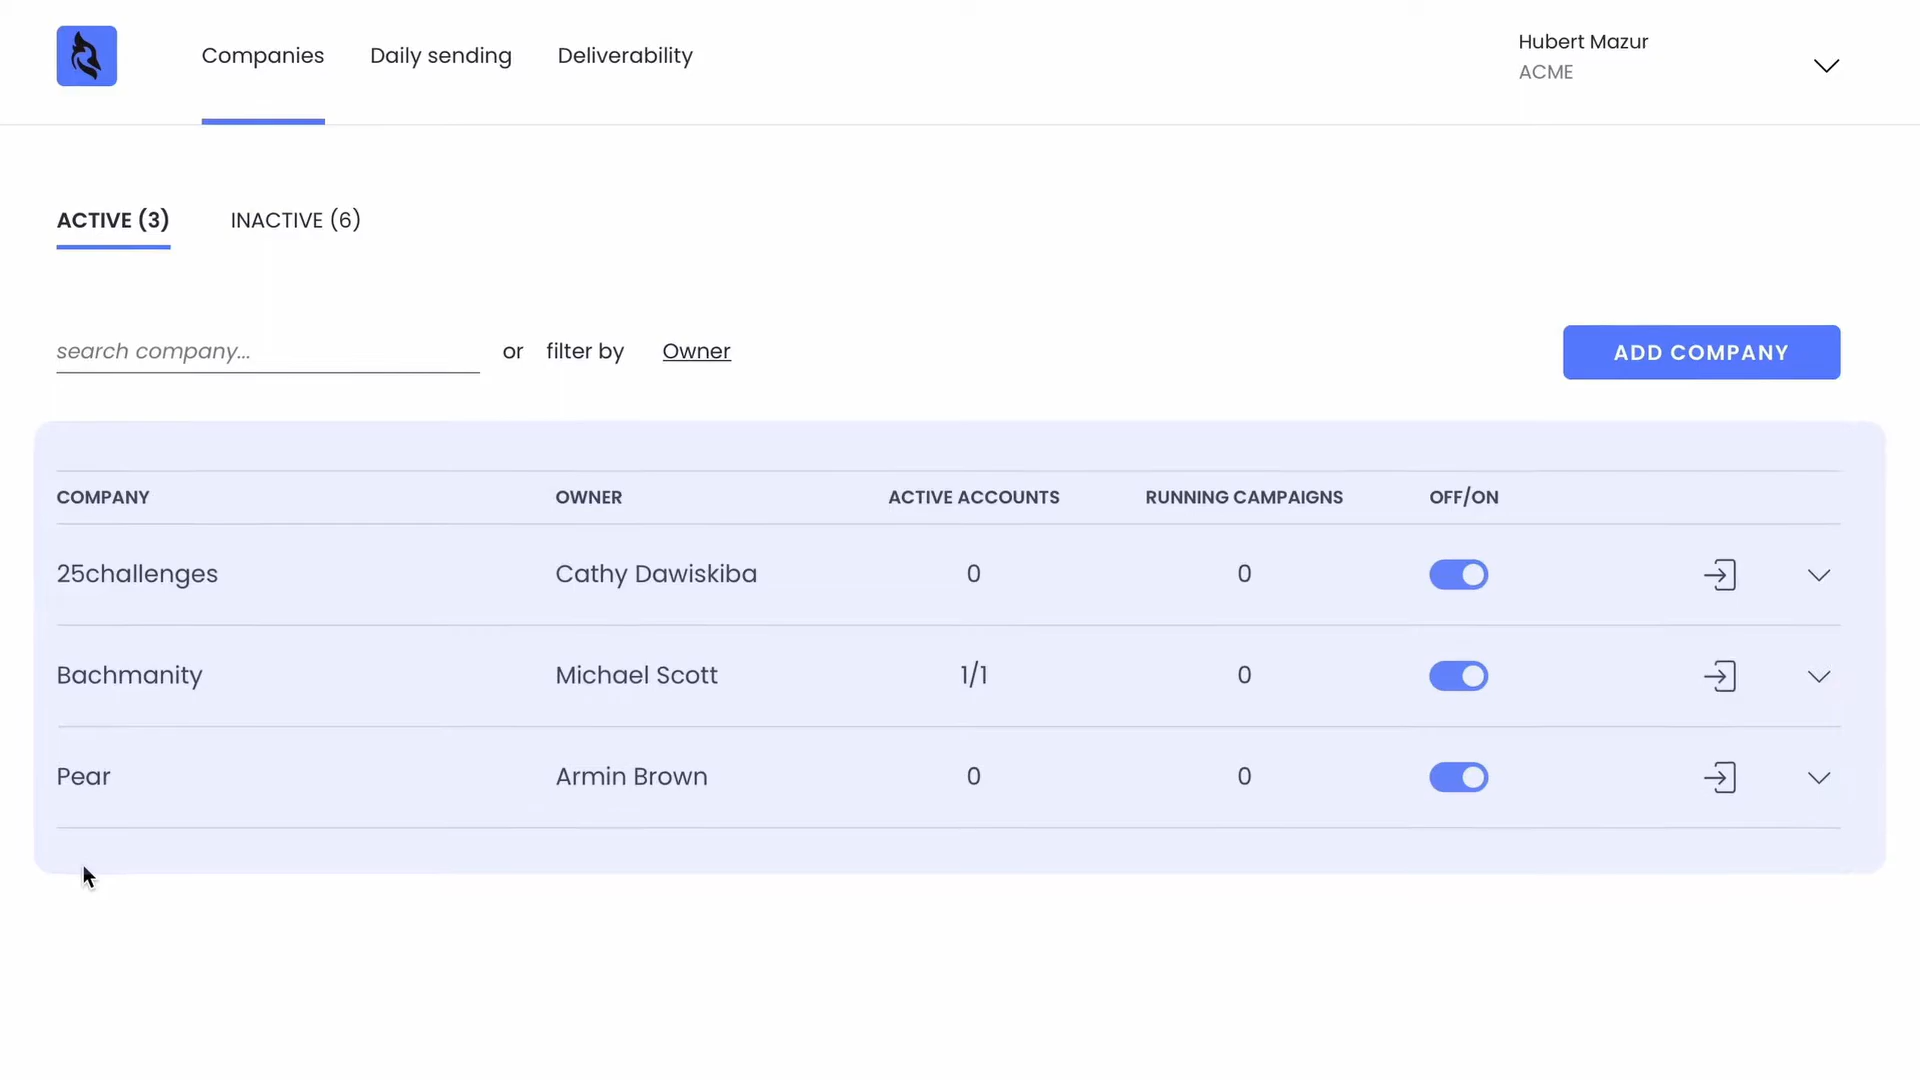 Companies Daily sending Deliverability
Hubert Mazur
ACME
ACTIVE (3) INACTIVE (6)
search company... or filter by Owner ADD COMPANY
COMPANY OWNER ACTIVE ACCOUNTS RUNNING CAMPAIGNS OFF/ON
25challenges Cathy Dawiskiba 0 0
Bachmanity Michael Scott 1/1 0
Pear Armin Brown 0 0